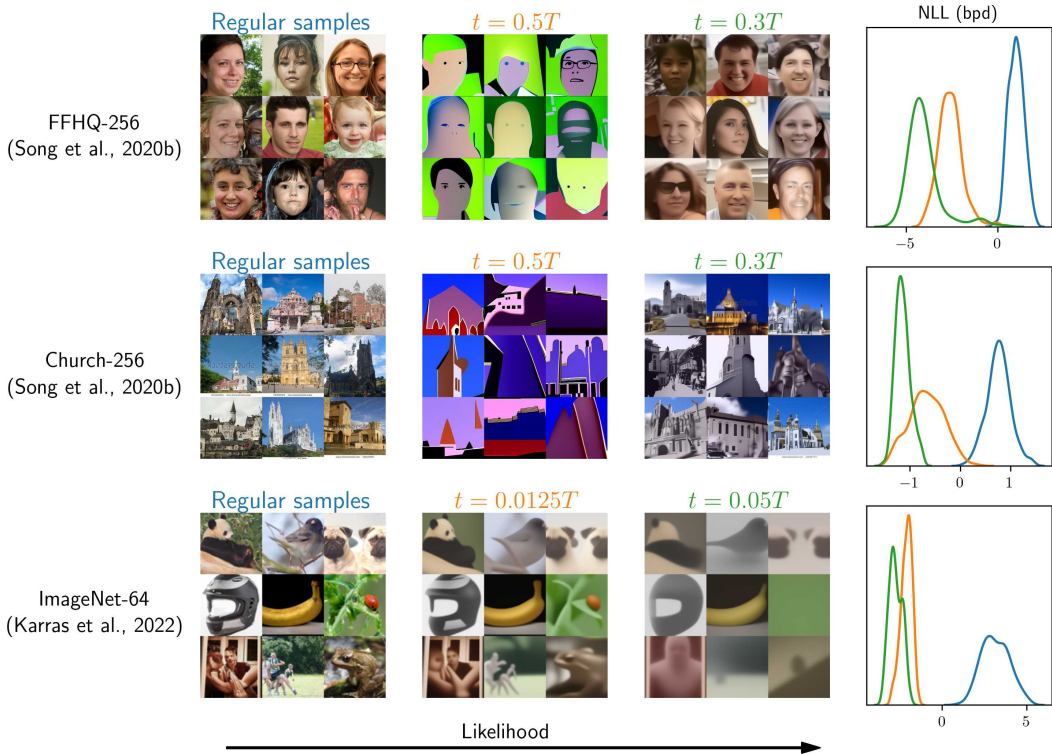 Regular samples
t = 0.5T
t = 0.3T
NLL (bpd)
FFHQ-256
(Song et al., 2020b)
−5 0
Regular samples
t = 0.5T
t = 0.3T
Church-256
(Song et al., 2020b)
−1 0 1
Regular samples
t = 0.0125T
t = 0.05T
ImageNet-64
(Karras et al., 2022)
0 5
Likelihood